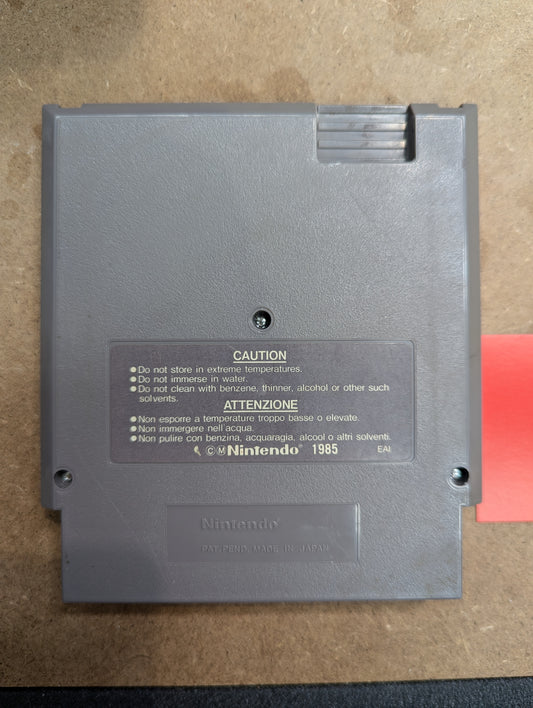 CAUTION
●Do not store in extreme temperatures.
●Do not immerse in water.
●Do not clean with benzene, thinner, alcohol or other such
solvents.
ATTENZIONE
●Non esporre a temperature troppo basse o elevate.
●Non immergere nell'acqua.
●Non pulire con benzina, acquaragia, alcool o altri solventi.
©ⓂNintendo® 1985 EAI
Nintendo®
PAT.PEND. MADE IN JAPAN